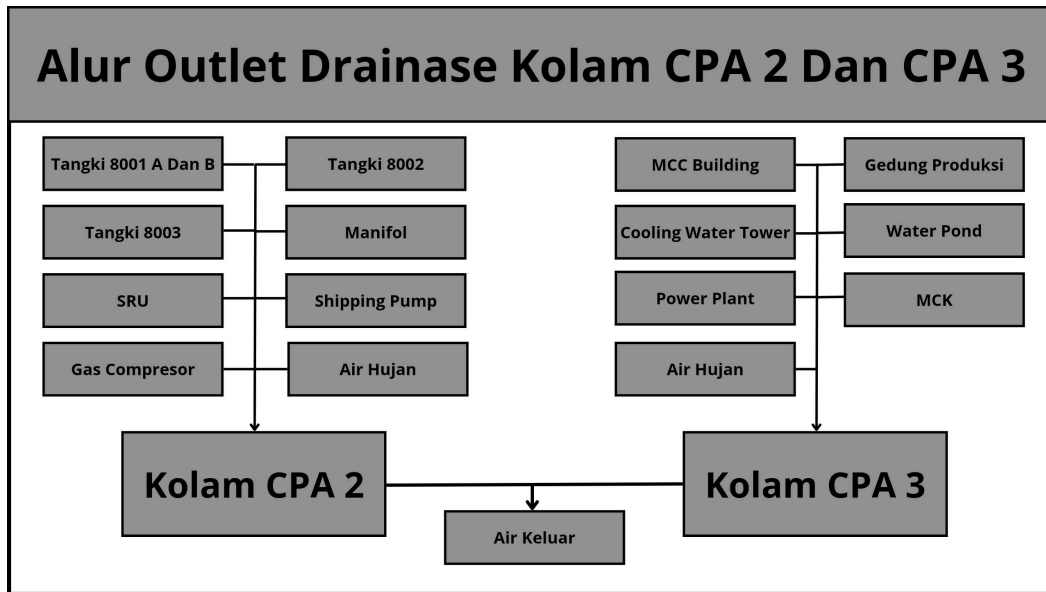 Alur Outlet Drainase Kolam CPA 2 Dan CPA 3
Tangki 8001 A Dan B
Tangki 8002
Tangki 8003
Manifol
SRU
Shipping Pump
Gas Compresor
Air Hujan
MCC Building
Gedung Produksi
Cooling Water Tower
Water Pond
Power Plant
MCK
Air Hujan
Kolam CPA 2
Kolam CPA 3
Air Keluar